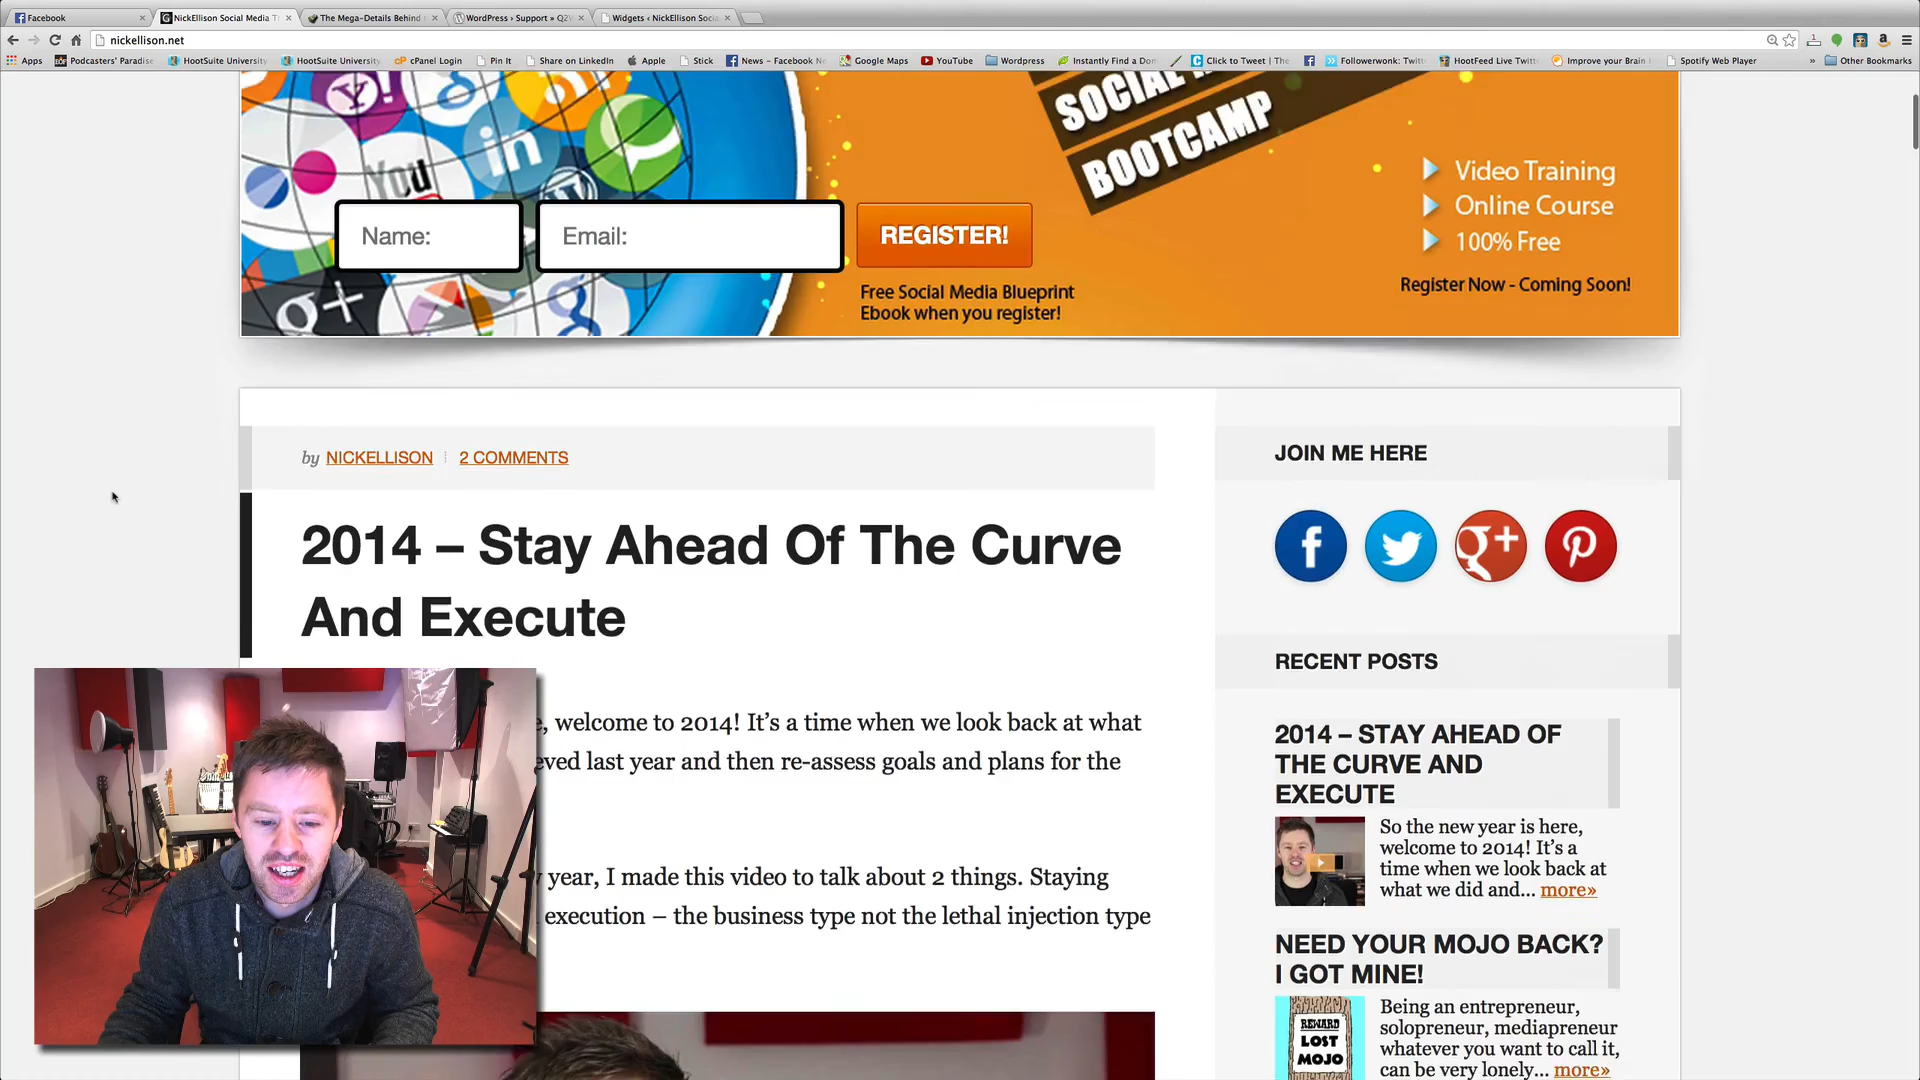 Facebook
NickEllison Social Media T
The Mega-Details Behind
WordPress › Support » Q2W
Widgets ‹ NickEllison Socia
nickellison.net
Apps
Podcasters' Paradise
HootSuite University
HootSuite University
cPanel Login
Pin It
Share on LinkedIn
Apple
Stick
News – Facebook Ne
Google Maps
YouTube
Wordpress
Instantly Find a Dom
Click to Tweet | The
Followerwonk: Twitt
HootFeed Live Twitt
Improve your Brain
Spotify Web Player
»
Other Bookmarks
SOCIAL
BOOTCAMP
You
in
g+
Video Training
Online Course
100% Free
Register Now - Coming Soon!
Name:
Email:
REGISTER!
Free Social Media Blueprint
Ebook when you register!
by NICKELLISON 2 COMMENTS
2014 – Stay Ahead Of The Curve
And Execute
, welcome to 2014! It's a time when we look back at what
eved last year and then re-assess goals and plans for the
year, I made this video to talk about 2 things. Staying
execution – the business type not the lethal injection type
JOIN ME HERE
RECENT POSTS
2014 – STAY AHEAD OF
THE CURVE AND
EXECUTE
So the new year is here,
welcome to 2014! It's a
time when we look back at
what we did and... more»
NEED YOUR MOJO BACK?
I GOT MINE!
REWARD
LOST
MOJO
Being an entrepreneur,
solopreneur, mediapreneur
whatever you want to call it,
can be very lonely... more»